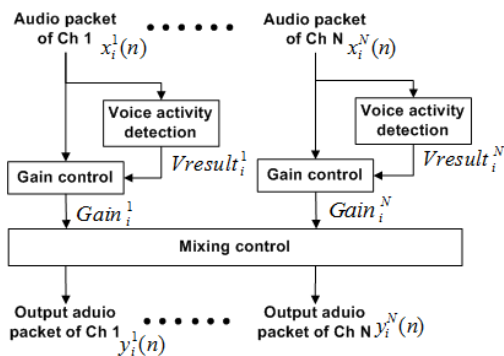 Audio packet of Ch 1 x_i^1(n)
Audio packet of Ch N x_i^N(n)
Voice activity detection
Voice activity detection
Gain control
Vresult_i^1
Gain control
Vresult_i^N
Gain_i^1
Gain_i^N
Mixing control
Output aduio packet of Ch 1 y_i^1(n)
Output aduio packet of Ch N y_i^N(n)